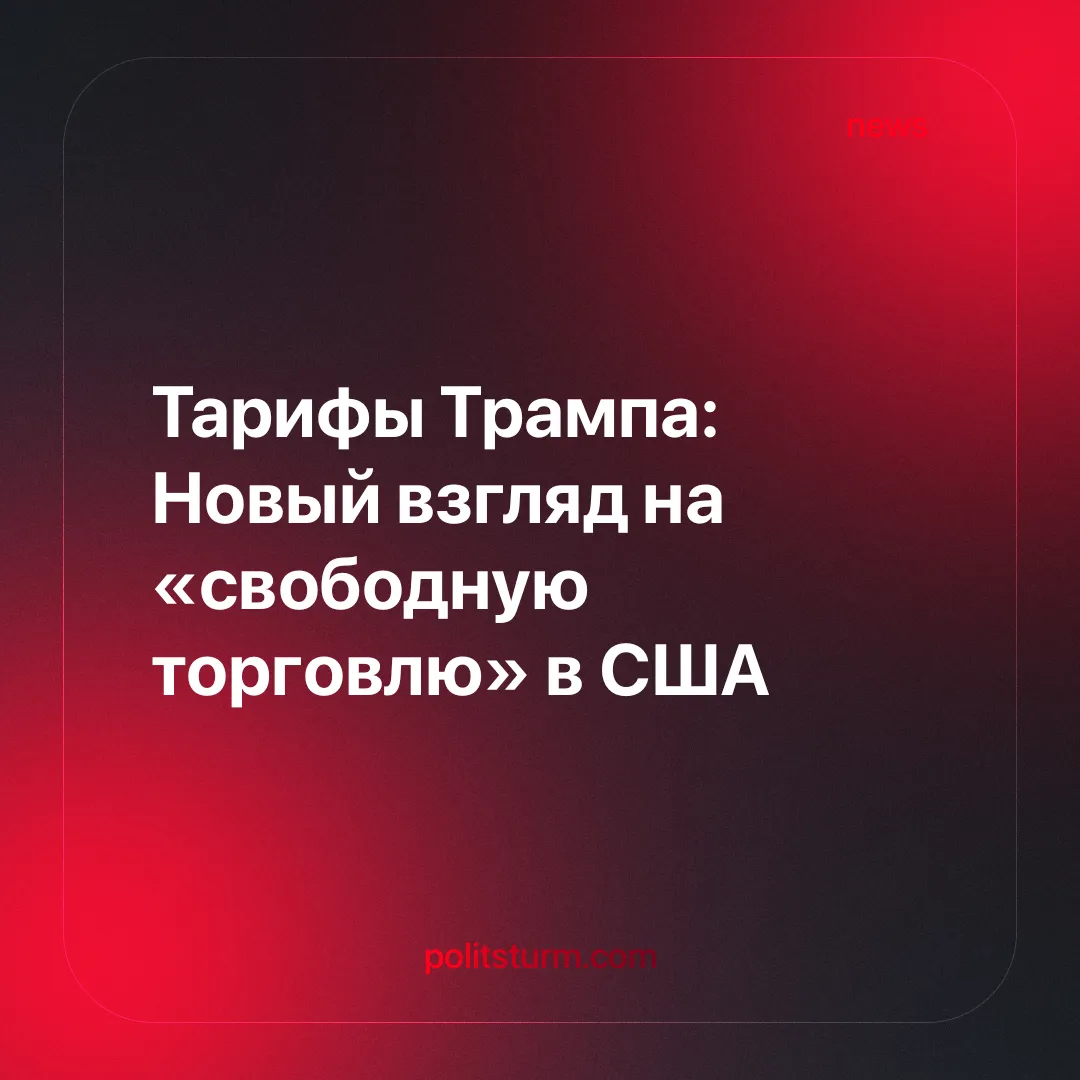 news
Тарифы Трампа:
Новый взгляд на
«свободную
торговлю» в США
politsturm.com